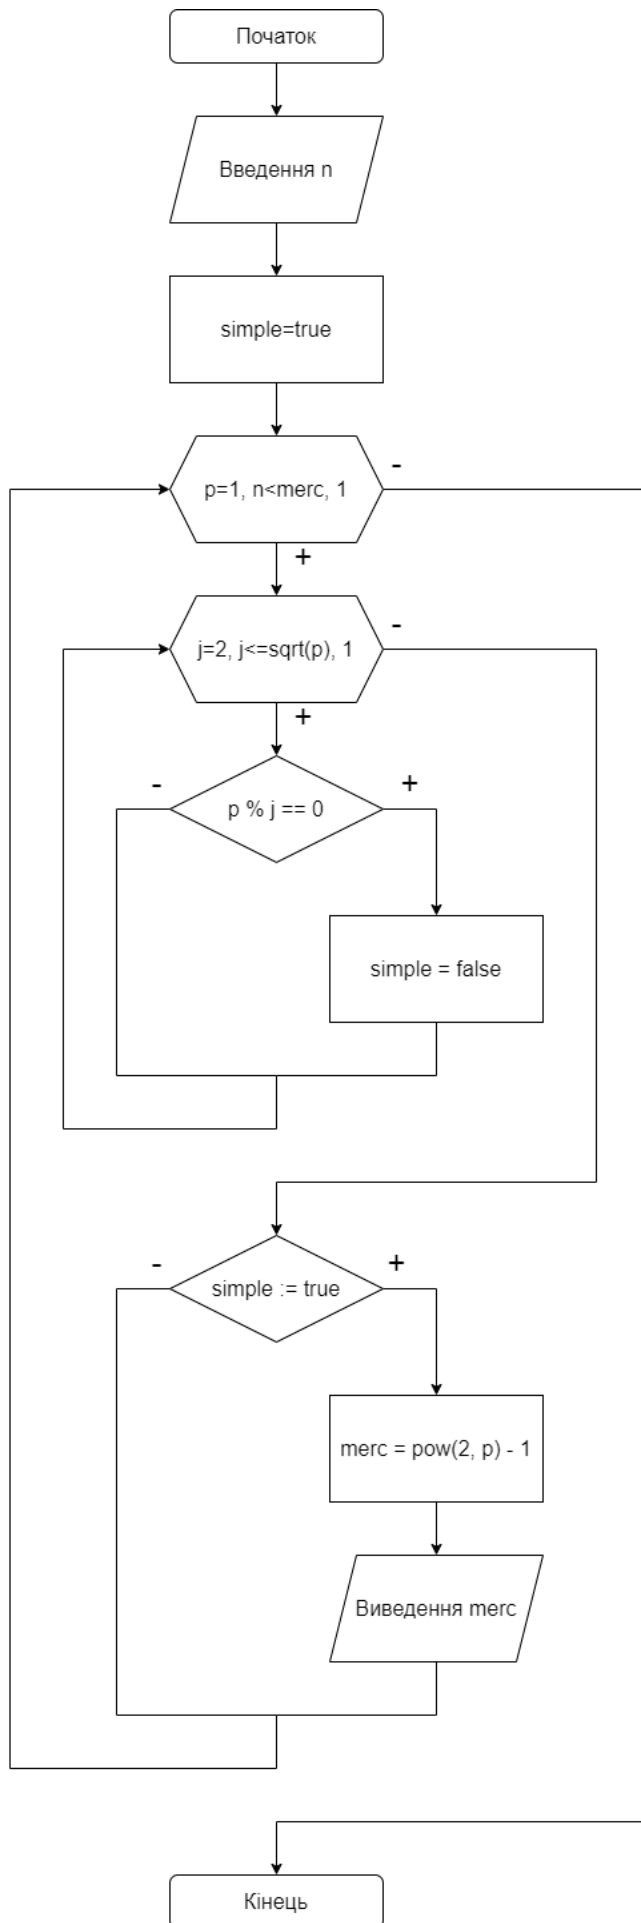 Початок
Введення n
simple=true
p=1, n<merc, 1
-
+
j=2, j<=sqrt(p), 1
-
+
-
p % j == 0
+
simple = false
-
simple := true
+
merc = pow(2, p) - 1
Виведення merc
Кінець